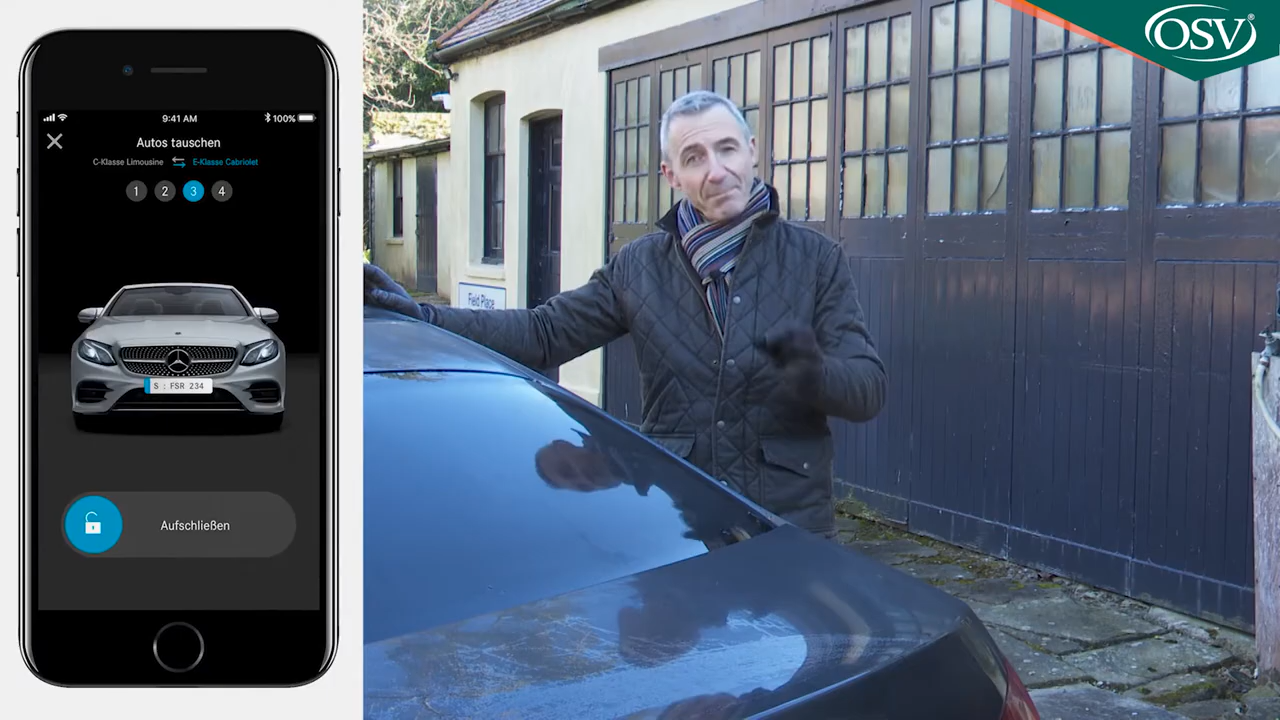 9:41 AM
100%
Autos tauschen
C-Klasse Limousine E-Klasse Cabriolet
1 2 3 4
S : FSR 234
Aufschließen
Field Place
OSV®